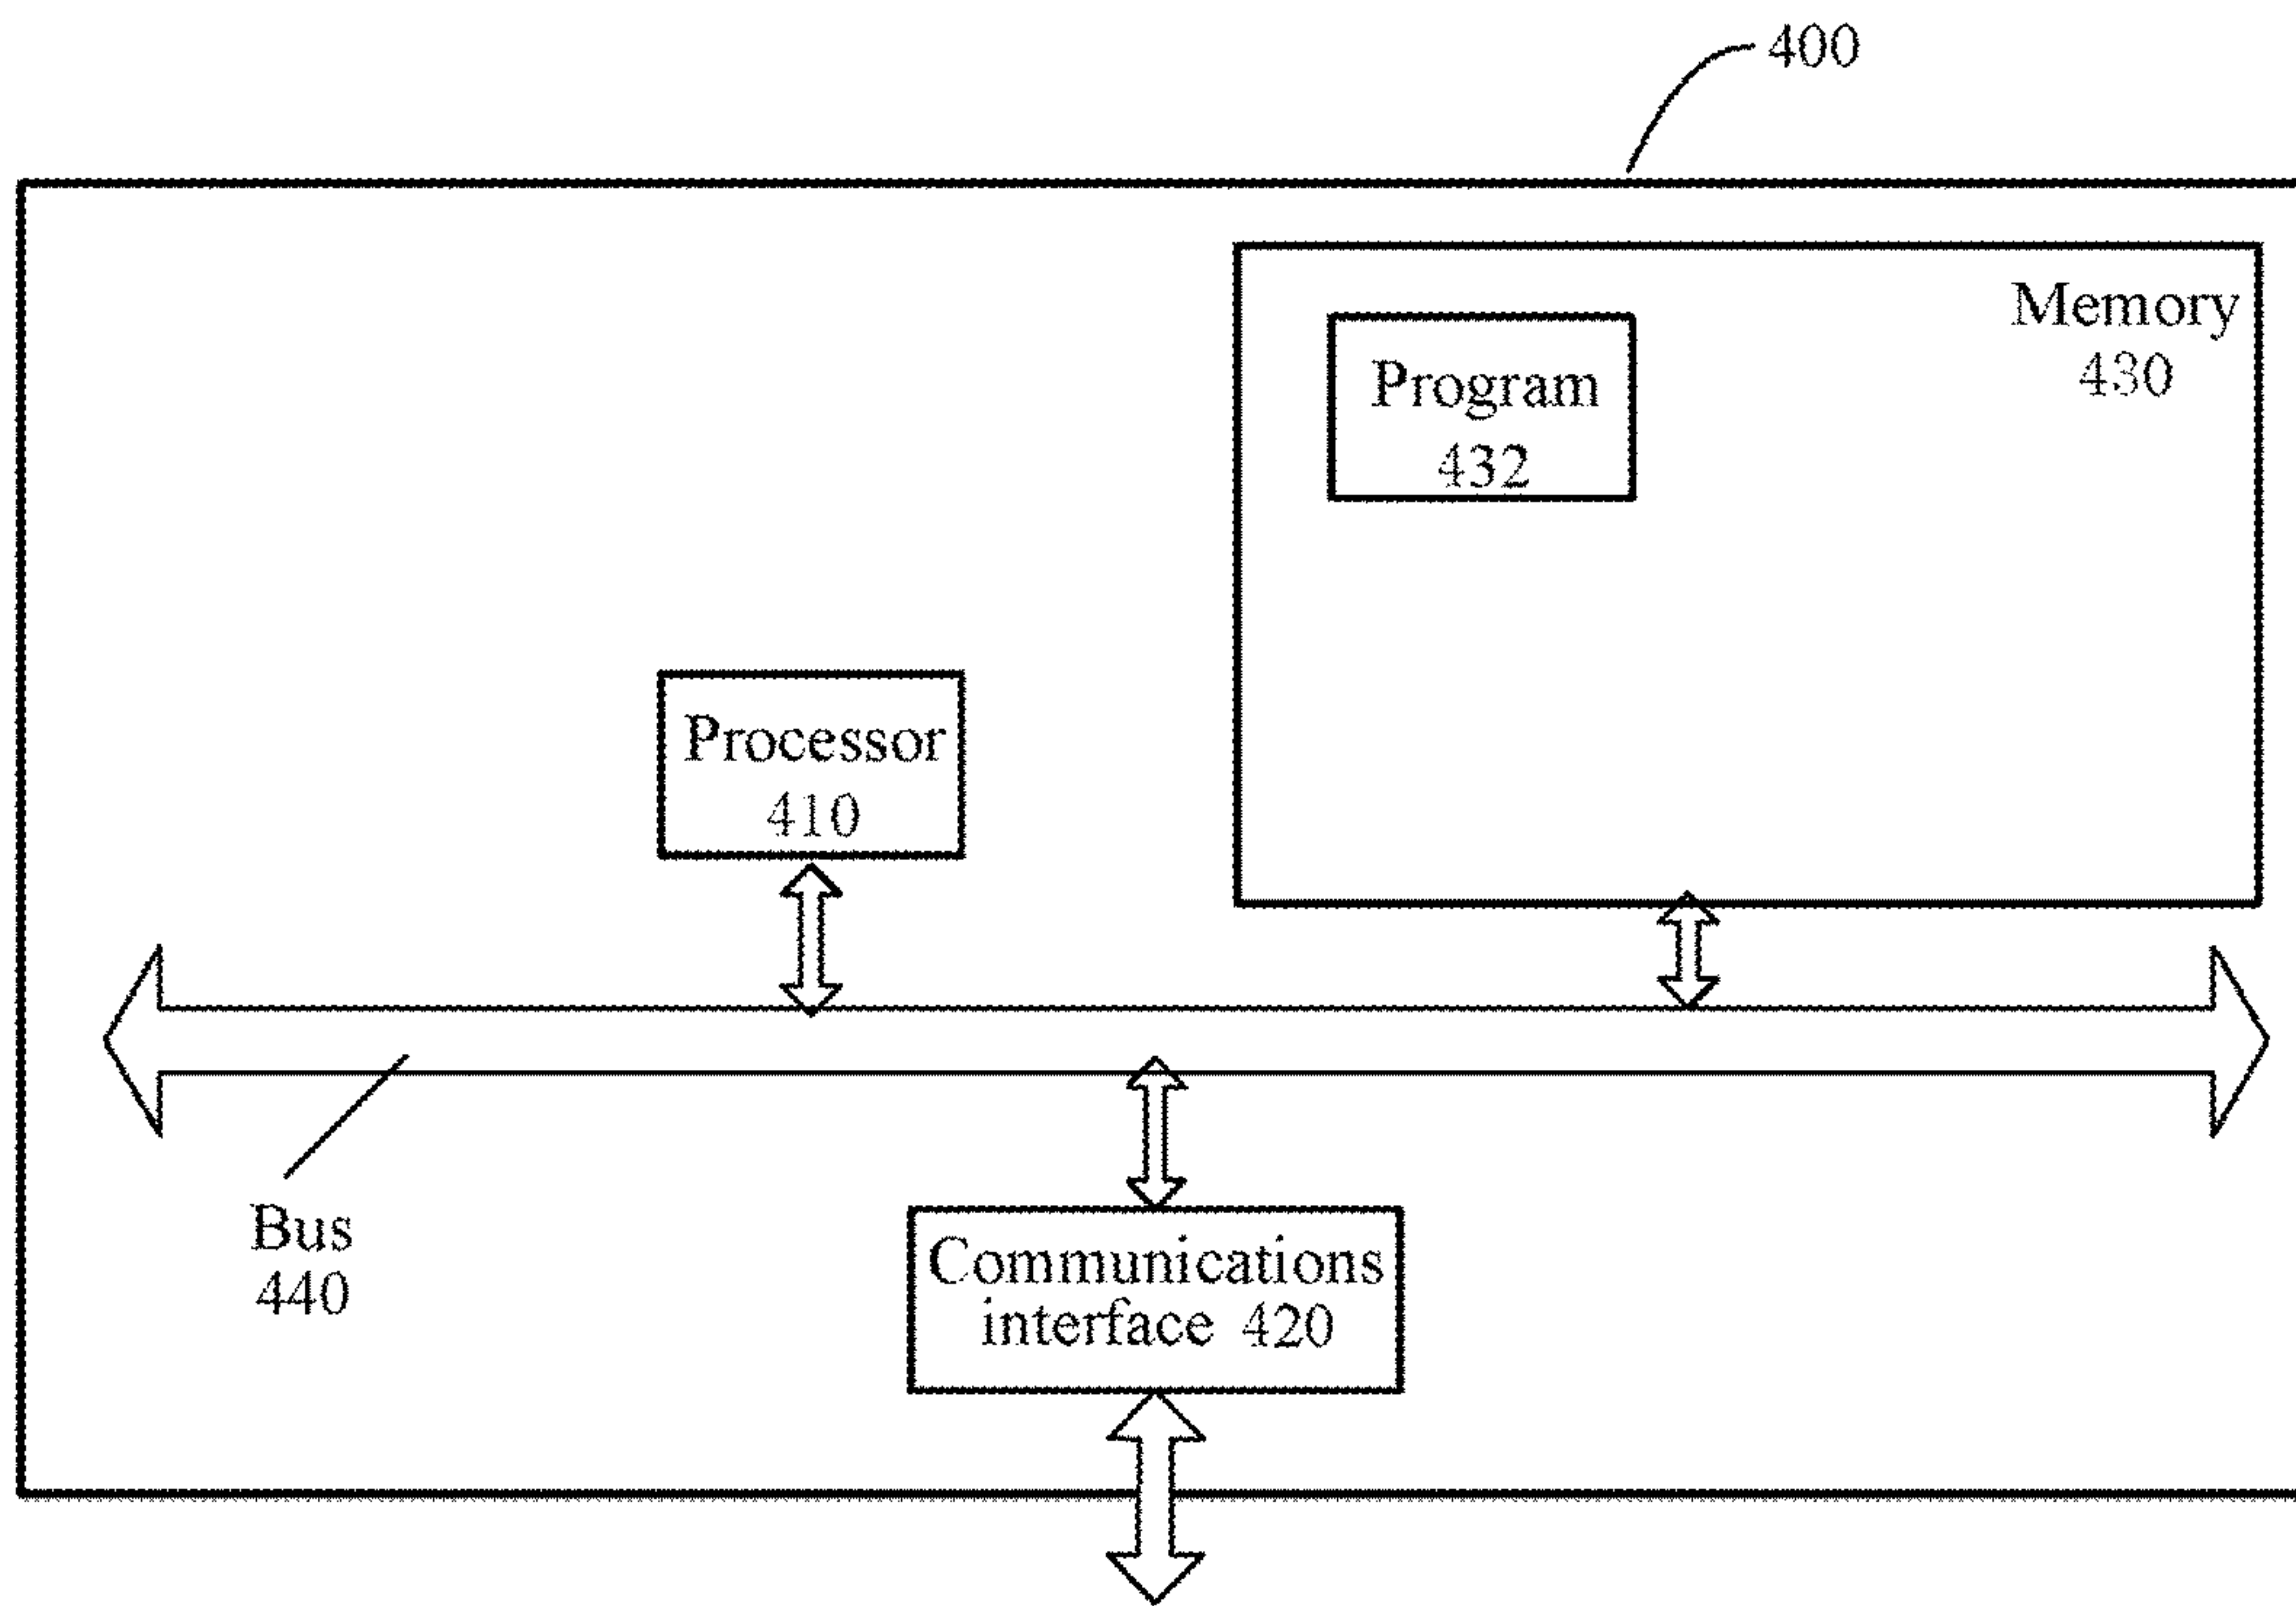 400
Memory
430
Program
432
Processor
410
Bus
440
Communications
interface 420